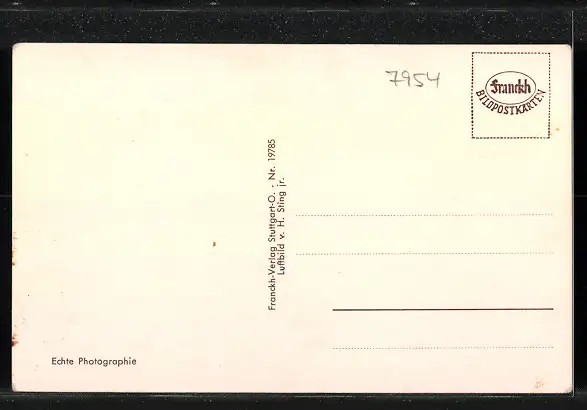 7954
Franckh
BILDPOSTKARTEN
Franckh-Verlag Stuttgart-O. - Nr. 19785
Luftbild v. H. Sting jr.
Echte Photographie